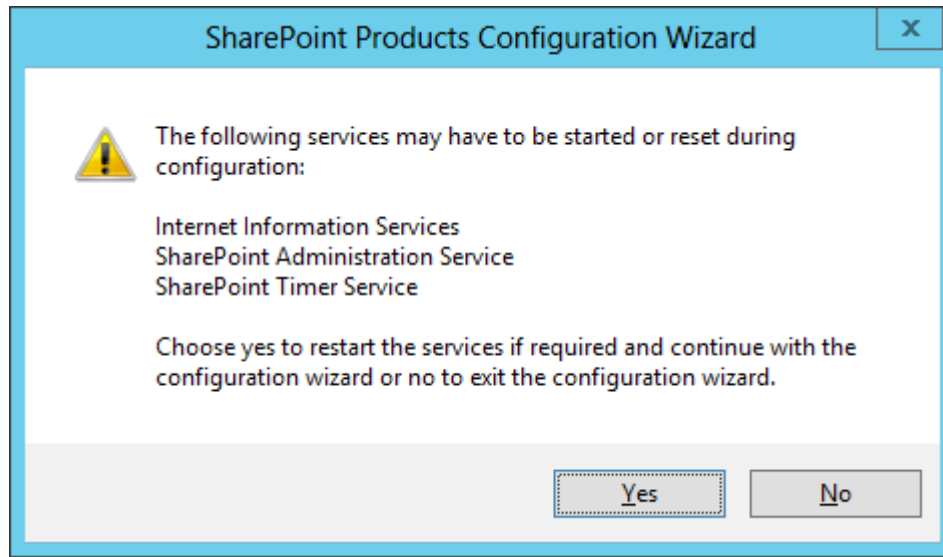 SharePoint Products Configuration Wizard
x
The following services may have to be started or reset during
configuration:
Internet Information Services
SharePoint Administration Service
SharePoint Timer Service
Choose yes to restart the services if required and continue with the
configuration wizard or no to exit the configuration wizard.
Yes
No